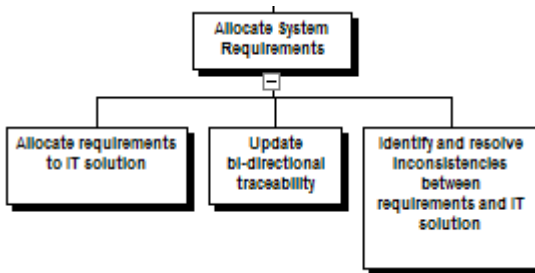 Allocate System
Requirements
Allocate requirements
to IT solution
Update
bi-directional
traceability
Identify and resolve
inconsistencies
between
requirements and IT
solution